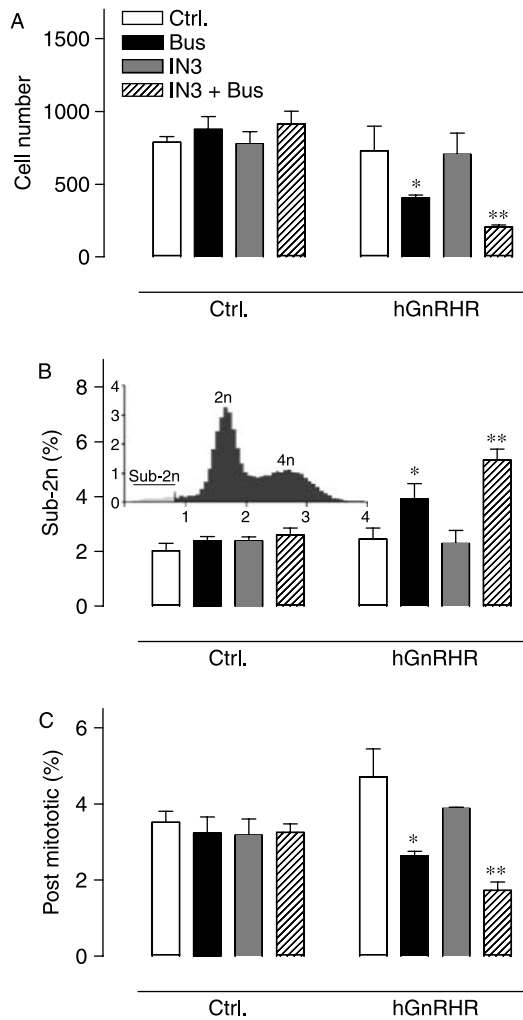 A
Ctrl.
Bus
IN3
IN3 + Bus
1500
1000
500
0
Cell number
*
**
Ctrl.
hGnRHR
B
8
6
4
2
0
Sub-2n (%)
4
3
2
1
0
2n
4n
Sub-2n
1
2
3
4
*
**
Ctrl.
hGnRHR
C
6
4
2
0
Post mitototic (%)
*
**
Ctrl.
hGnRHR